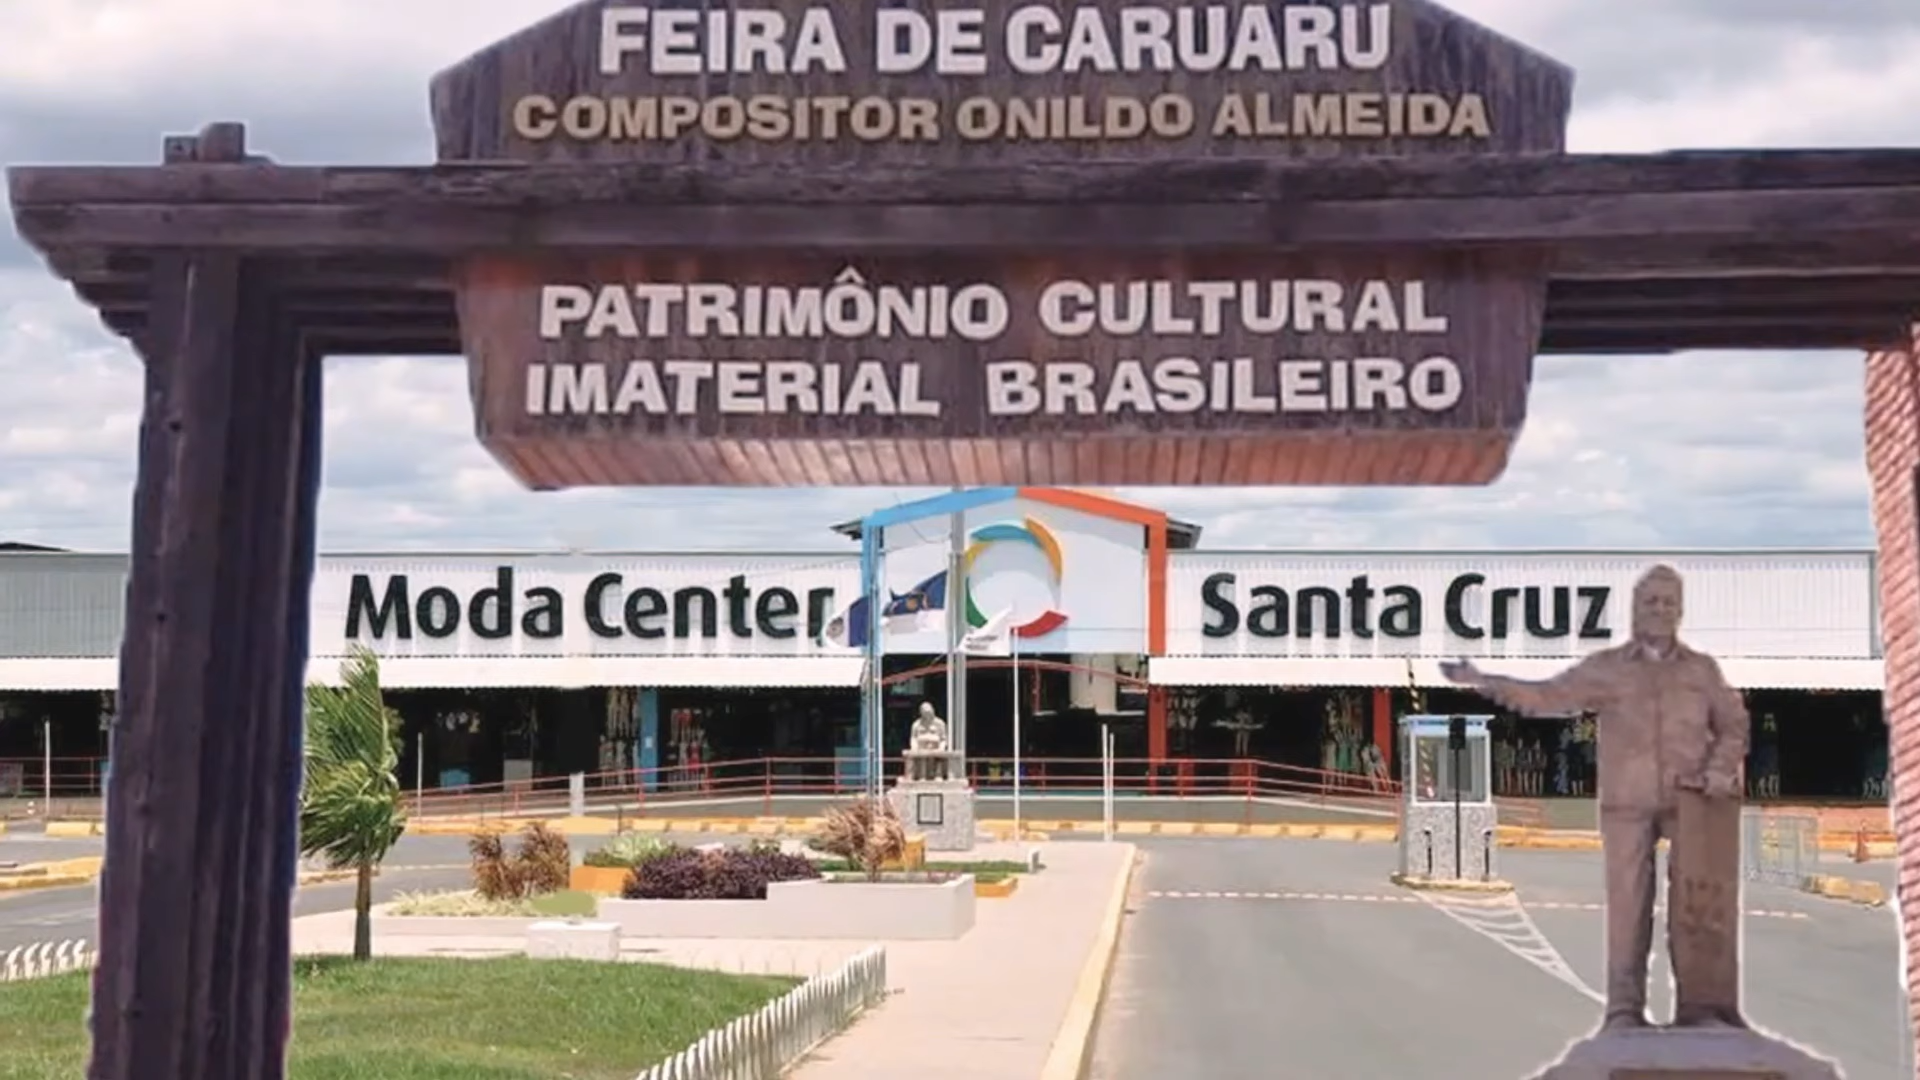 FEIRA DE CARUARU
COMPOSITOR ONILDO ALMEIDA
PATRIMÔNIO CULTURAL
IMATERIAL BRASILEIRO
Moda Center
Santa Cruz